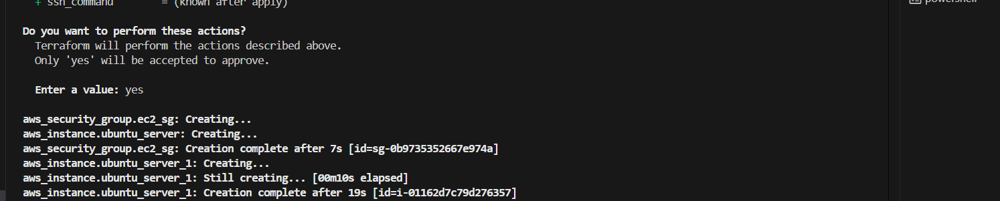 + ssh_command = (known after apply)
powershell
Do you want to perform these actions?
Terraform will perform the actions described above.
Only 'yes' will be accepted to approve.
Enter a value: yes
aws_security_group.ec2_sg: Creating...
aws_instance.ubuntu_server: Creating...
aws_security_group.ec2_sg: Creation complete after 7s [id=sg-0b9735352667e974a]
aws_instance.ubuntu_server_1: Creating...
aws_instance.ubuntu_server_1: Still creating... [00m10s elapsed]
aws_instance.ubuntu_server_1: Creation complete after 19s [id=i-01162d7c79d276357]